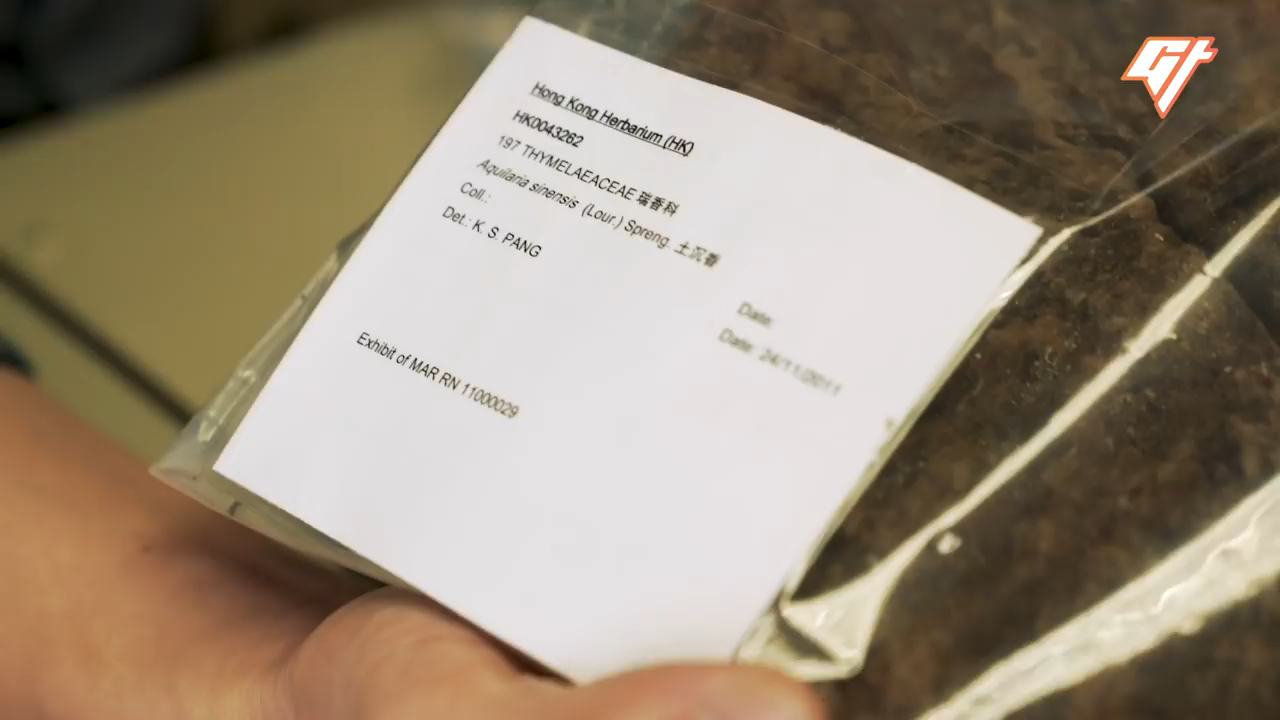 Hong Kong Herbarium (HK)
HK0043262
197 THYMELAEACEAE 瑞香科
Aquilaria sinensis (Lour.) Spreng. 土沉香
Coll.:
Date:
Det.: K. S. PANG
Date: 24/11/2011
Exhibit of MAR RN 11000029